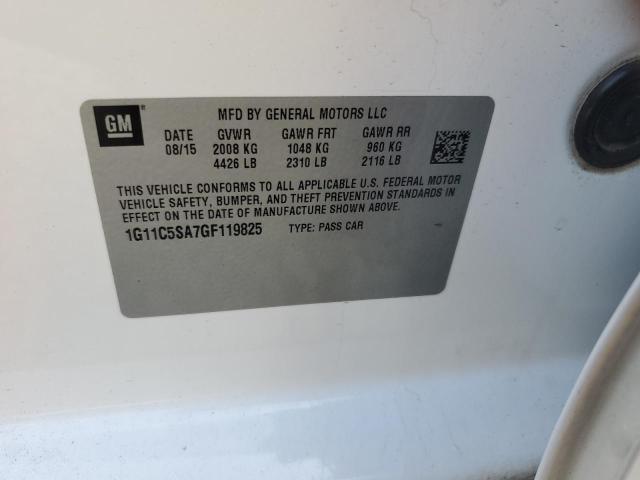 GM
MFD BY GENERAL MOTORS LLC
DATE GVWR GAWR FRT GAWR RR
08/15 2008 KG 1048 KG 960 KG
4426 LB 2310 LB 2116 LB
THIS VEHICLE CONFORMS TO ALL APPLICABLE U.S. FEDERAL MOTOR
VEHICLE SAFETY, BUMPER, AND THEFT PREVENTION STANDARDS IN
EFFECT ON THE DATE OF MANUFACTURE SHOWN ABOVE.
1G11C5SA7GF119825 TYPE: PASS CAR